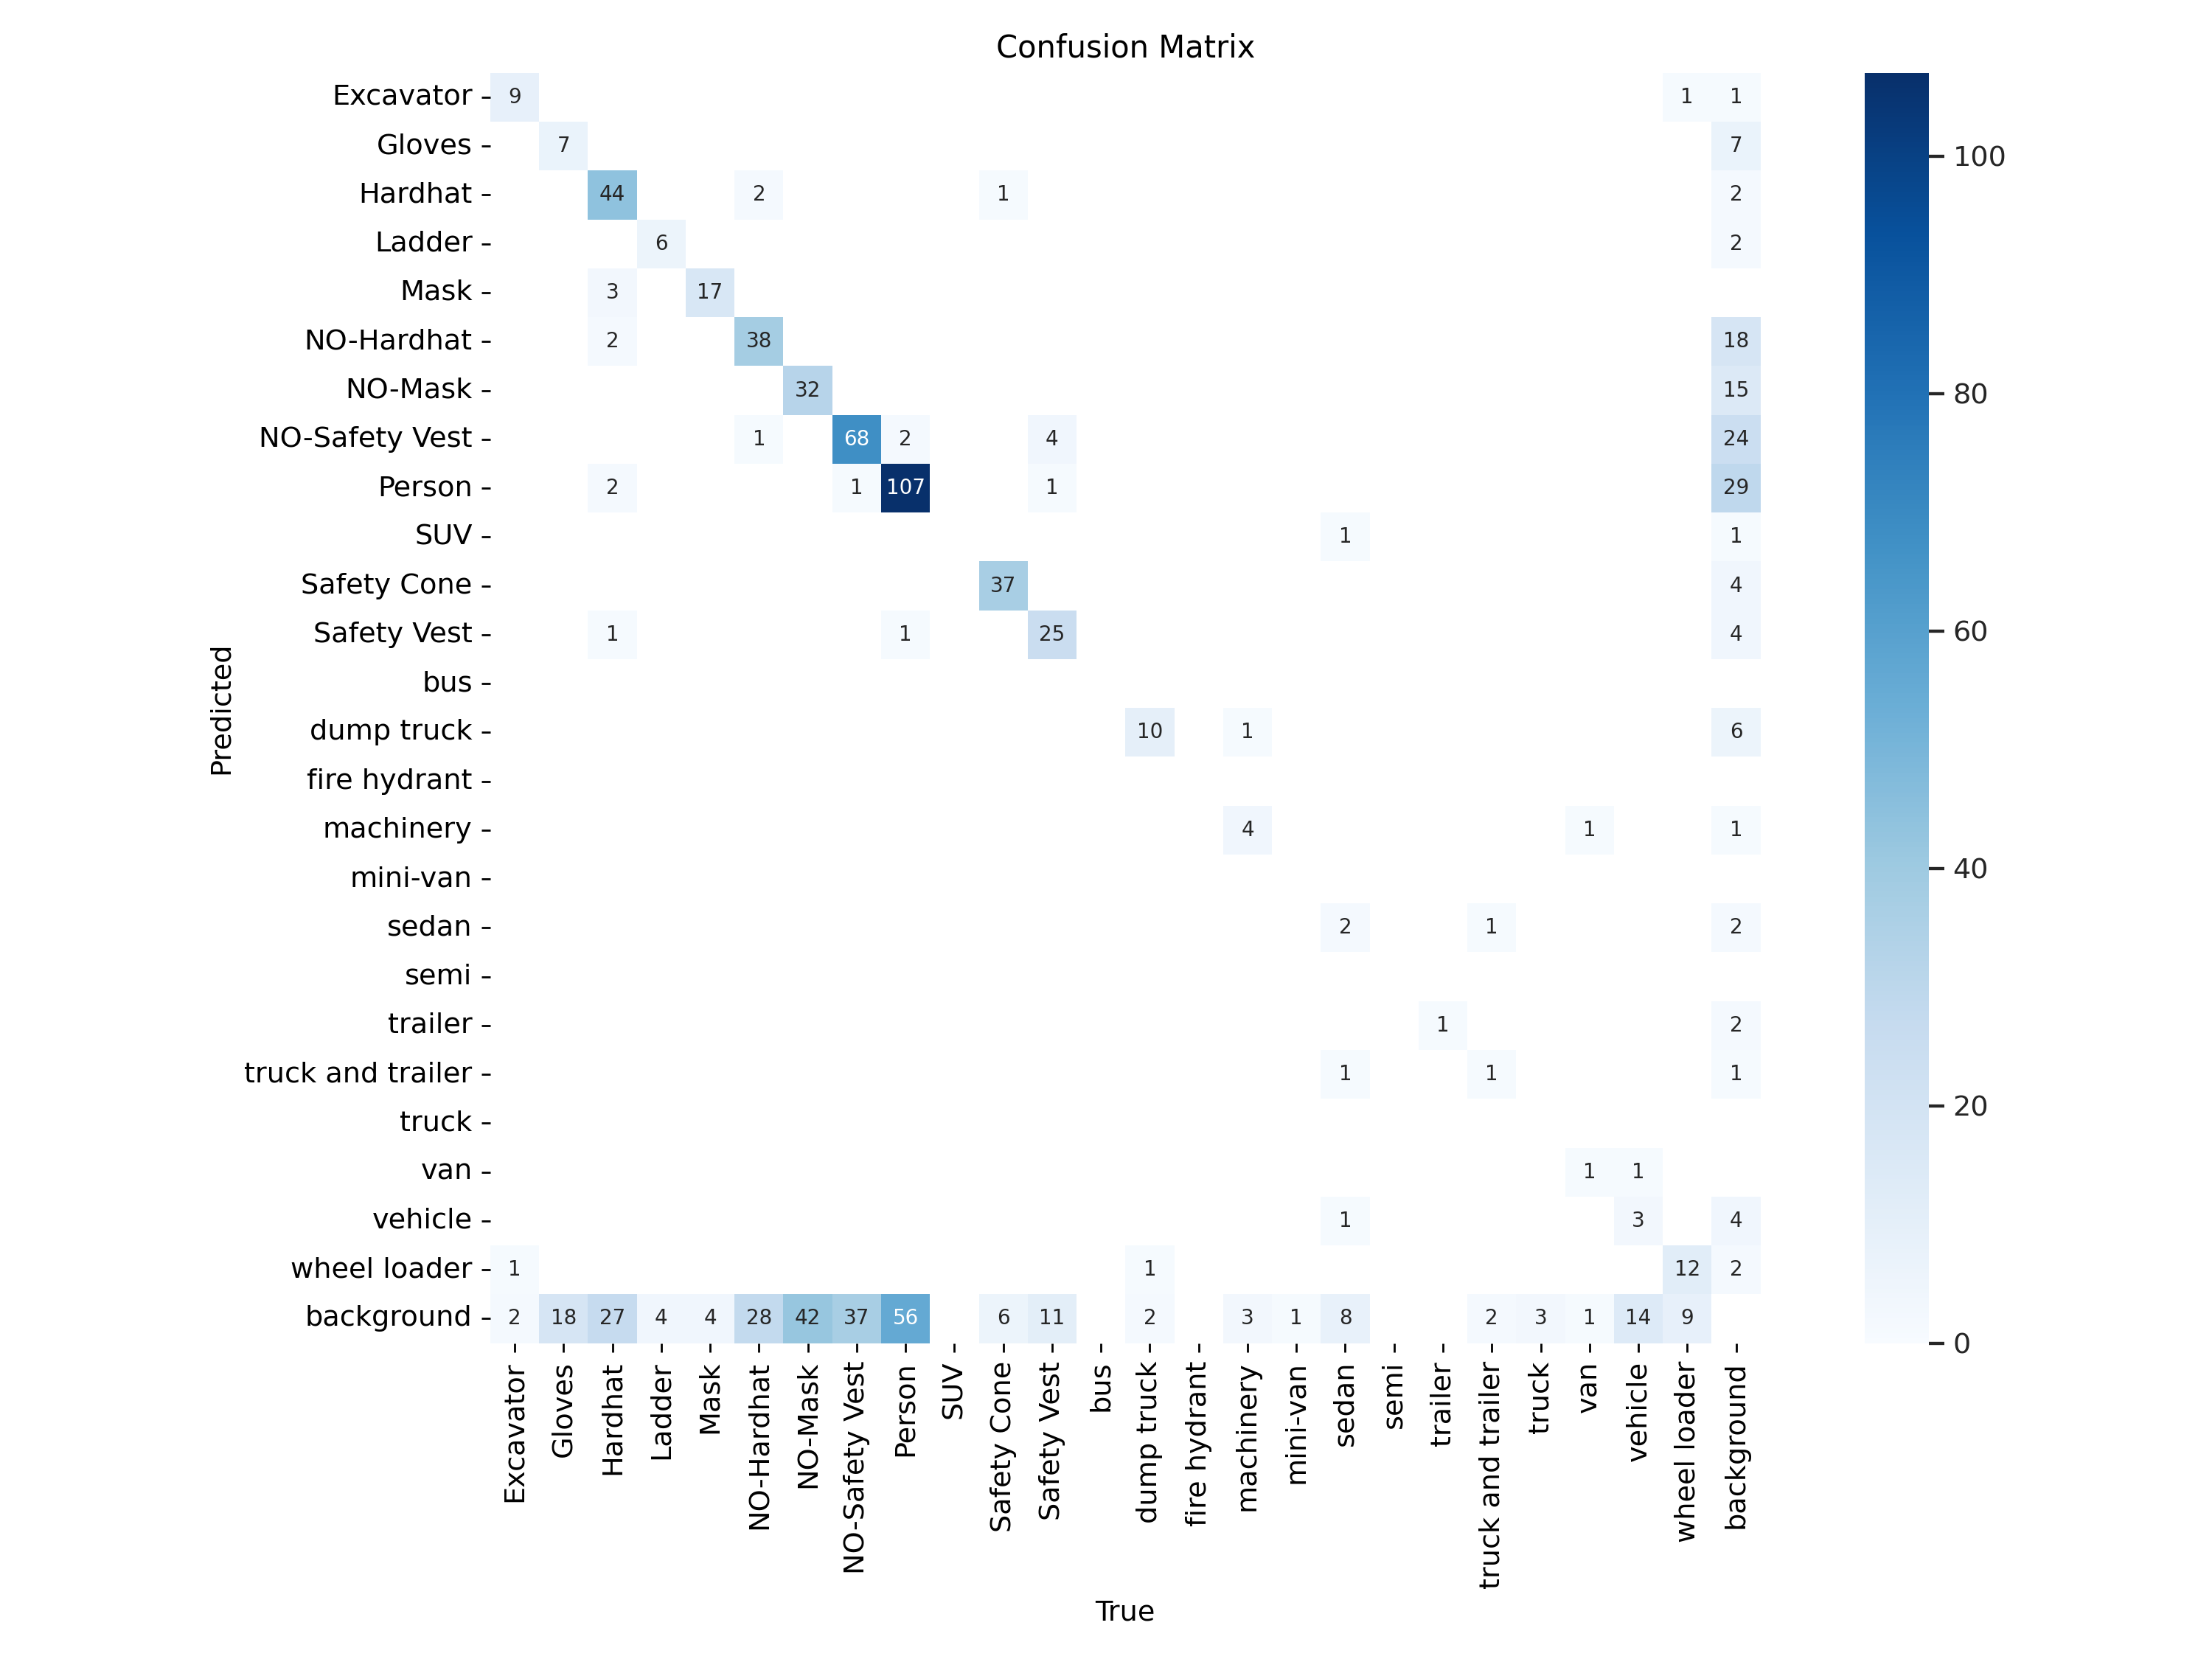 Confusion Matrix
Predicted
Excavator 9 1 1
Gloves 7 7
Hardhat 44 2 1 2
Ladder 6 2
Mask 3 17
NO-Hardhat 2 38 18
NO-Mask 32 15
NO-Safety Vest 1 68 2 4 24
Person 2 1 107 1 29
SUV 1 1
Safety Cone 37 4
Safety Vest 1 1 25 4
bus
dump truck 10 1 6
fire hydrant
machinery 4 1 1
mini-van
sedan 2 1 2
semi
trailer 1 2
truck and trailer 1 1 1
truck
van 1 1
vehicle 1 3 4
wheel loader 1 1 12 2
background 2 18 27 4 4 28 42 37 56 6 11 2 3 1 8 2 3 1 14 9
Excavator
Gloves
Hardhat
Ladder
Mask
NO-Hardhat
NO-Mask
NO-Safety Vest
Person
SUV
Safety Cone
Safety Vest
bus
dump truck
fire hydrant
machinery
mini-van
sedan
semi
trailer
truck and trailer
truck
van
vehicle
wheel loader
background
True
100
80
60
40
20
0